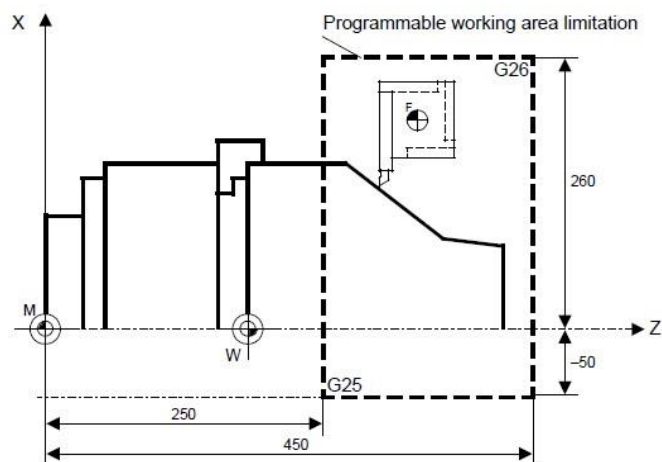 X
Programmable working area limitation
G26
F
260
M
W
Z
–50
G25
250
450